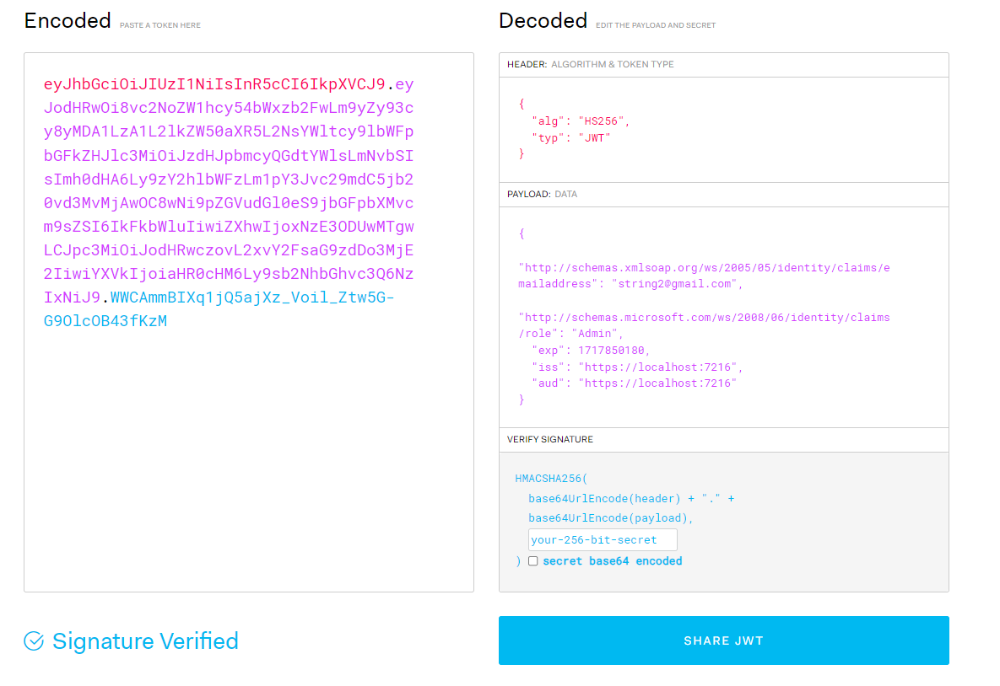 Encoded PASTE A TOKEN HERE
eyJhbGciOiJIUzI1NiIsInR5cCI6IkpXVCJ9.ey
JodHRwOi8vc2NoZW1hcy54bWxzb2FwLm9yZy93c
y8yMDA1LzA1L2lkZW50aXR5L2NsYWltcy9lbWFp
bGFkZHJlc3MiOiJzdHJpbmcyQGdtYWlsLmNvbSI
sImh0dHA6Ly9zY2hlbWFzLm1pY3Jvc29mdC5jb2
0vd3MvMjAwOC8wNi9pZGVudGl0eS9jbGFpbXMvc
m9sZSI6IkFkbWluIiwiZXhwIjoxNzE3ODUwMTgw
LCJpc3MiOiJodHRwczovL2xvY2FsaG9zdDo3MjE
2IiwiYXVkIjoiaHR0cHM6Ly9sb2NhbGhvc3Q6Nz
IxNiJ9.WWCAmmBIXq1jQ5ajXz_Voil_Ztw5G-
G9OlcOB43fKzM
Signature Verified
Decoded EDIT THE PAYLOAD AND SECRET
HEADER: ALGORITHM & TOKEN TYPE
{
"alg": "HS256",
"typ": "JWT"
}
PAYLOAD: DATA
{
"http://schemas.xmlsoap.org/ws/2005/05/identity/claims/e
mailaddress": "string2@gmail.com",
"http://schemas.microsoft.com/ws/2008/06/identity/claims
/role": "Admin",
"exp": 1717850180,
"iss": "https://localhost:7216",
"aud": "https://localhost:7216"
}
VERIFY SIGNATURE
HMACSHA256(
base64UrlEncode(header) + "." +
base64UrlEncode(payload),
your-256-bit-secret
) secret base64 encoded
SHARE JWT